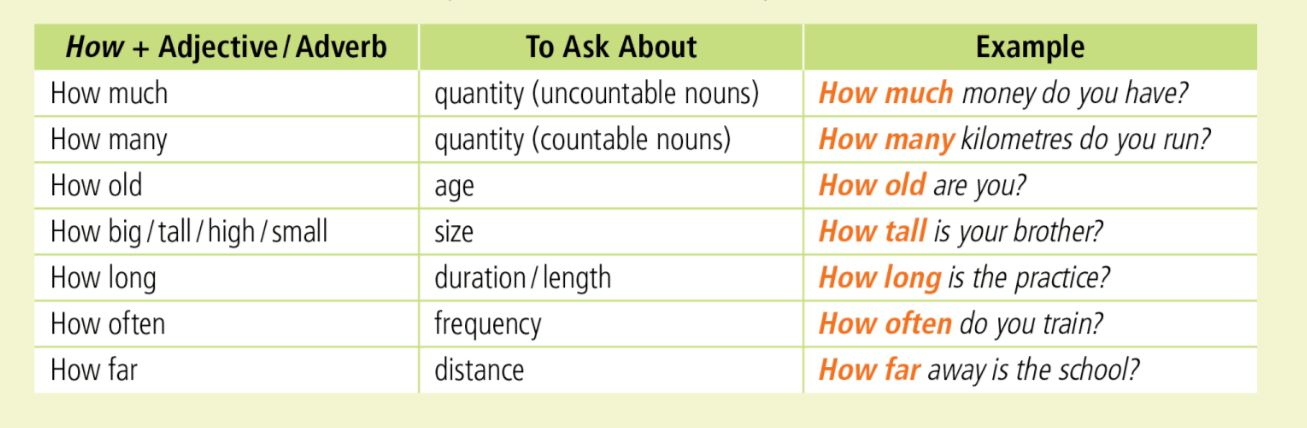 How + Adjective/Adverb To Ask About Example
How much quantity (uncountable nouns) How much money do you have?
How many quantity (countable nouns) How many kilometres do you run?
How old age How old are you?
How big/tall/high/small size How tall is your brother?
How long duration/length How long is the practice?
How often frequency How often do you train?
How far distance How far away is the school?